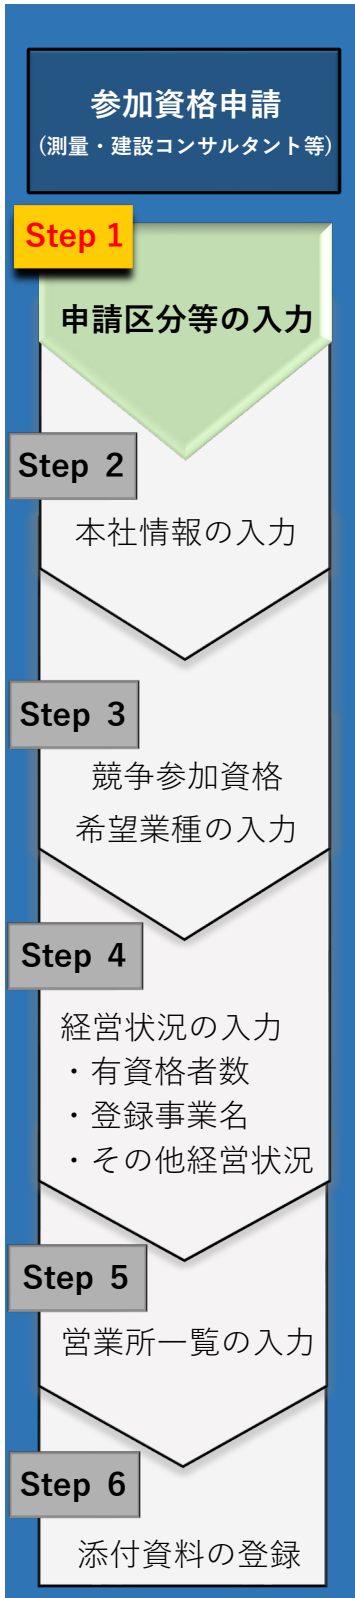 参加資格申請
(測量・建設コンサルタント等)
Step 1
申請区分等の入力
Step 2
本社情報の入力
Step 3
競争参加資格
希望業種の入力
Step 4
経営状況の入力
・有資格者数
・登録事業名
・その他経営状況
Step 5
営業所一覧の入力
Step 6
添付資料の登録